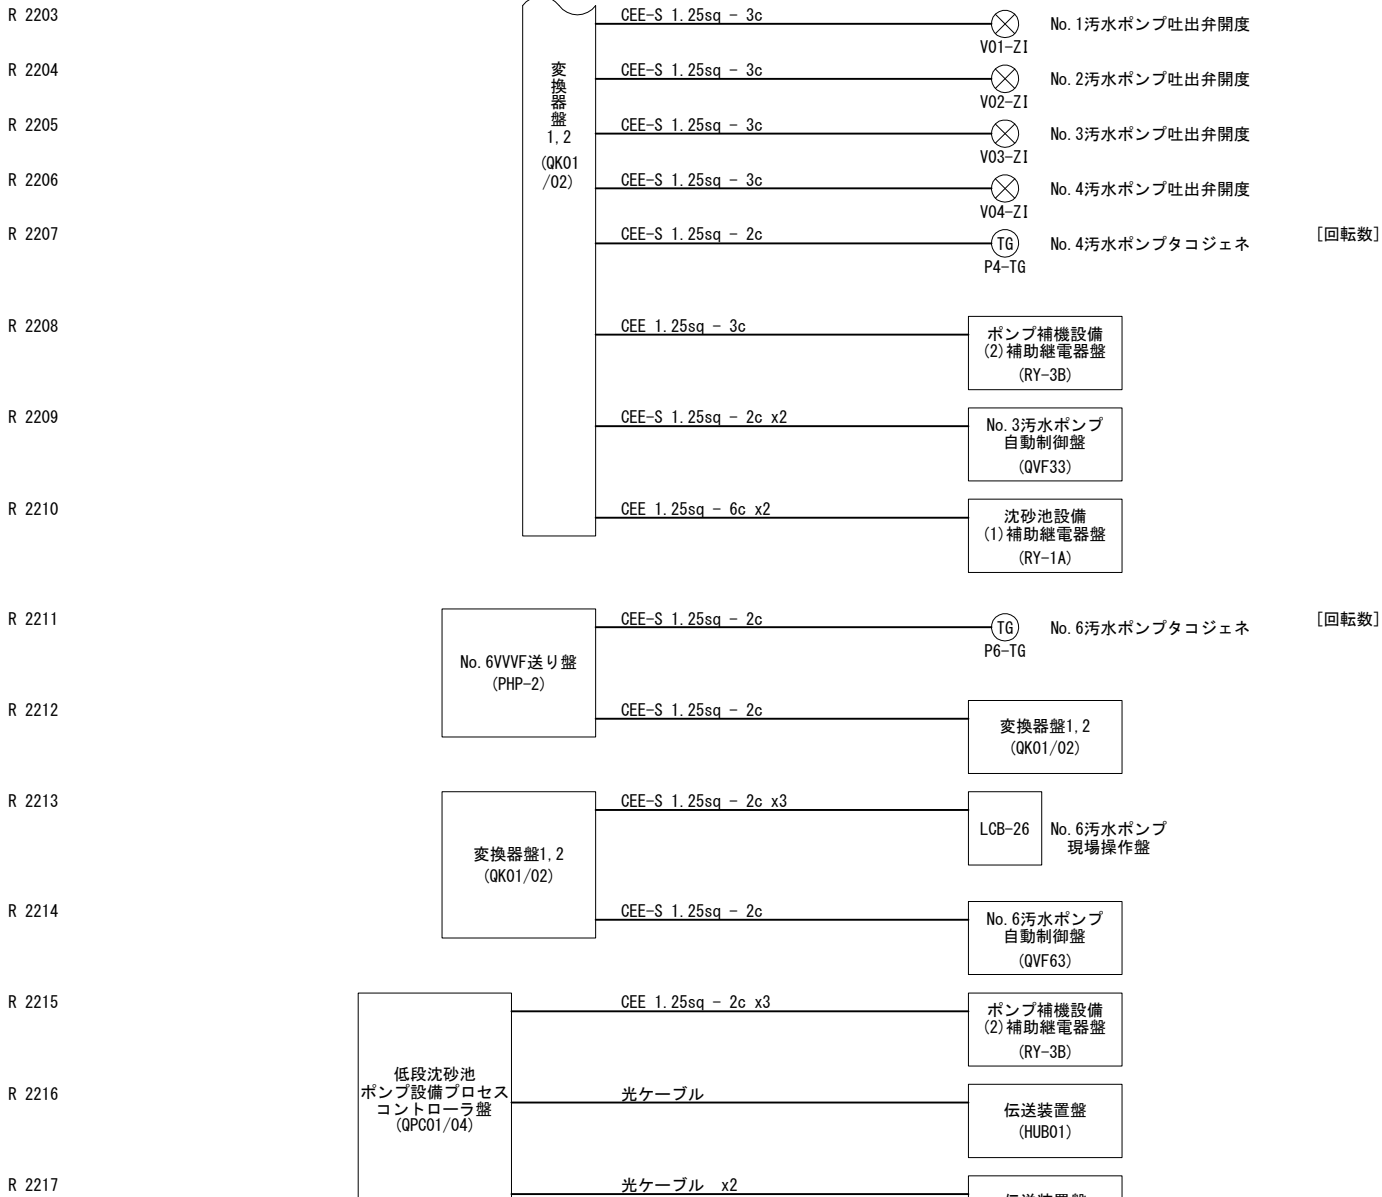 R 2203
CEE-S 1.25sq - 3c
No.1汚水ポンプ吐出弁開度
V01-ZI
R 2204
変換器盤
1,2
(QK01
/02)
CEE-S 1.25sq - 3c
No.2汚水ポンプ吐出弁開度
V02-ZI
R 2205
CEE-S 1.25sq - 3c
No.3汚水ポンプ吐出弁開度
V03-ZI
R 2206
CEE-S 1.25sq - 3c
No.4汚水ポンプ吐出弁開度
V04-ZI
R 2207
CEE-S 1.25sq - 2c
TG
No.4汚水ポンプタコジェネ
[回転数]
P4-TG
R 2208
CEE 1.25sq - 3c
ポンプ補機設備
(2)補助継電器盤
(RY-3B)
R 2209
CEE-S 1.25sq - 2c x2
No.3汚水ポンプ
自動制御盤
(QVF33)
R 2210
CEE 1.25sq - 6c x2
沈砂池設備
(1)補助継電器盤
(RY-1A)
R 2211
No.6VVVF送り盤
(PHP-2)
CEE-S 1.25sq - 2c
TG
No.6汚水ポンプタコジェネ
[回転数]
P6-TG
R 2212
CEE-S 1.25sq - 2c
変換器盤1,2
(QK01/02)
R 2213
変換器盤1,2
(QK01/02)
CEE-S 1.25sq - 2c x3
LCB-26
No.6汚水ポンプ
現場操作盤
R 2214
CEE-S 1.25sq - 2c
No.6汚水ポンプ
自動制御盤
(QVF63)
R 2215
CEE 1.25sq - 2c x3
ポンプ補機設備
(2)補助継電器盤
(RY-3B)
R 2216
低段沈砂池
ポンプ設備プロセス
コントローラ盤
(QPC01/04)
光ケーブル
伝送装置盤
(HUB01)
R 2217
光ケーブル x2